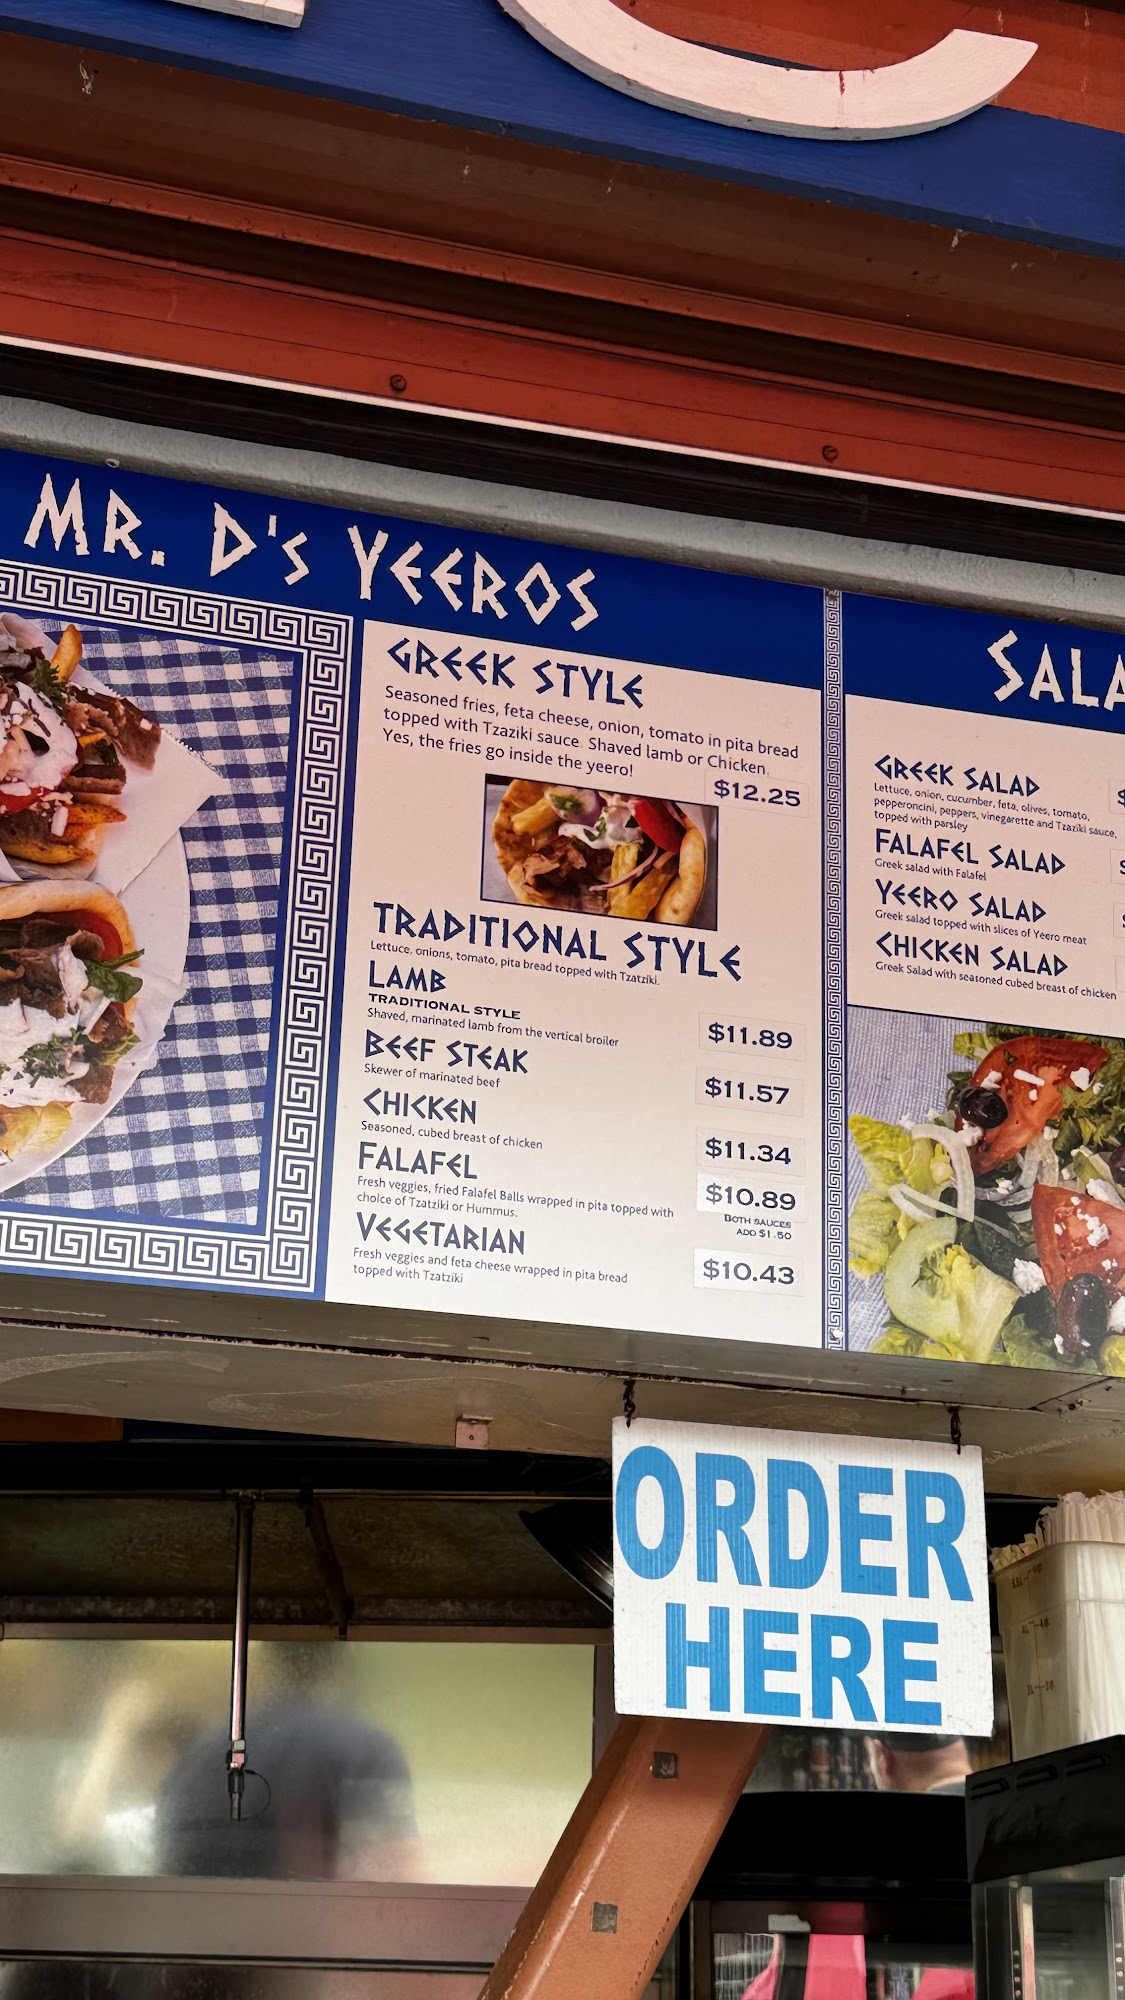 MR. D'S YEEROS
GREEK STYLE
Seasoned fries, feta cheese, onion, tomato in pita bread
topped with Tzaziki sauce. Shaved lamb or Chicken.
Yes, the fries go inside the yeero!
$12.25
TRADITIONAL STYLE
Lettuce, onions, tomato, pita bread topped with Tzatziki.
LAMB
TRADITIONAL STYLE
Shaved, marinated lamb from the vertical broiler
$11.89
BEEF STEAK
Skewer of marinated beef
$11.57
CHICKEN
Seasoned, cubed breast of chicken
$11.34
FALAFEL
Fresh veggies, fried Falafel Balls wrapped in pita topped with
choice of Tzatziki or Hummus.
$10.89
BOTH SAUCES
ADD $1.50
VEGETARIAN
Fresh veggies and feta cheese wrapped in pita bread
topped with Tzatziki
$10.43
SALA
GREEK SALAD
Lettuce, onion, cucumber, feta, olives, tomato,
pepperoncini, peppers, vinegarette and Tzaziki sauce,
topped with parsley
FALAFEL SALAD
Greek salad with Falafel
YEERO SALAD
Greek salad topped with slices of Yeero meat
CHICKEN SALAD
Greek Salad with seasoned cubed breast of chicken
ORDER
HERE